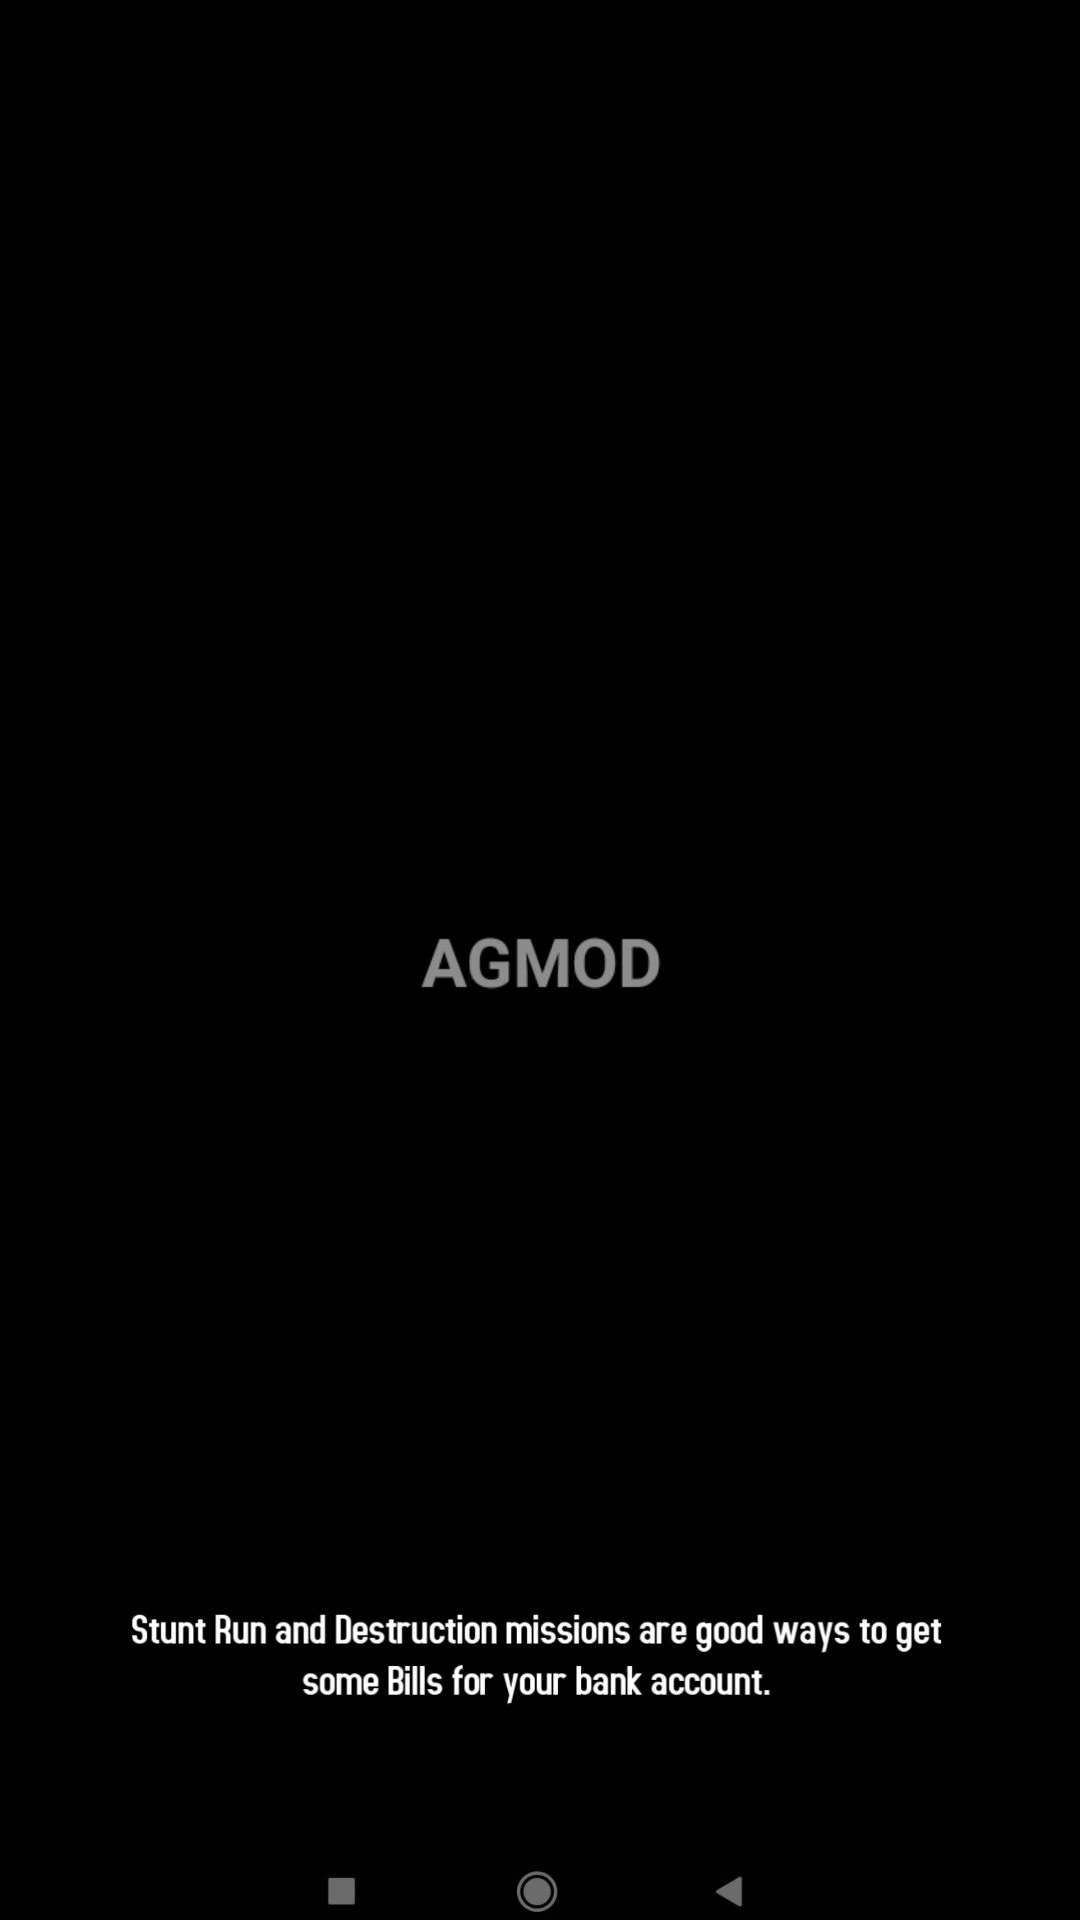 AGMOD
Stunt Run and Destruction missions are good ways to get
some Bills for your bank account.